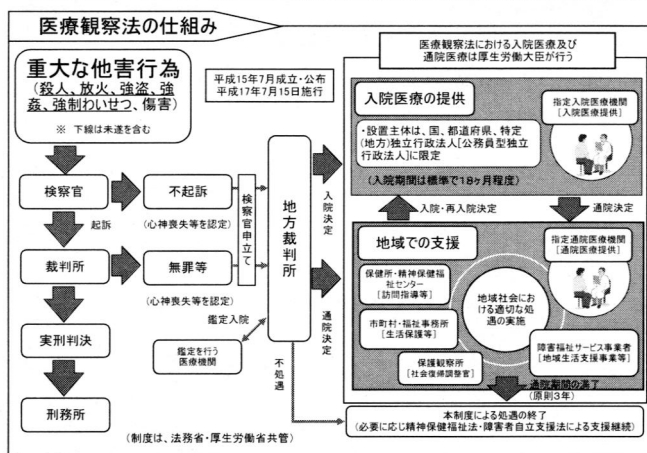 医療観察法の仕組み
重大な他害行為
(殺人、放火、強盗、強
姦、強制わいせつ、傷害)
※ 下線は未遂を含む
平成15年7月成立・公布
平成17年7月15日施行
検察官
不起訴
(心神喪失等を認定)
起訴
裁判所
無罪等
(心神喪失等を認定)
検察官申立て
地方裁判所
入院決定
通院決定
鑑定入院
鑑定を行う
医療機関
不処遇
実刑判決
刑務所
(制度は、法務省・厚生労働省共管)
医療観察法における入院医療及び
通院医療は厚生労働大臣が行う
入院医療の提供
・設置主体は、国、都道府県、特定
(地方)独立行政法人[公務員型独立
行政法人]に限定
(入院期間は標準で18ヶ月程度)
指定入院医療機関
[入院医療提供]
入院・再入院決定
通院決定
地域での支援
指定通院医療機関
[通院医療提供]
保健所・精神保健福
祉センター
[訪問指導等]
市町村・福祉事務所
[生活保護等]
保護観察所
[社会復帰調整官]
地域社会にお
ける適切な処
遇の実施
障害福祉サービス事業者
[地域生活支援事業等]
通院期間の満了
(原則3年)
本制度による処遇の終了
(必要に応じ精神保健福祉法・障害者自立支援法による支援継続)